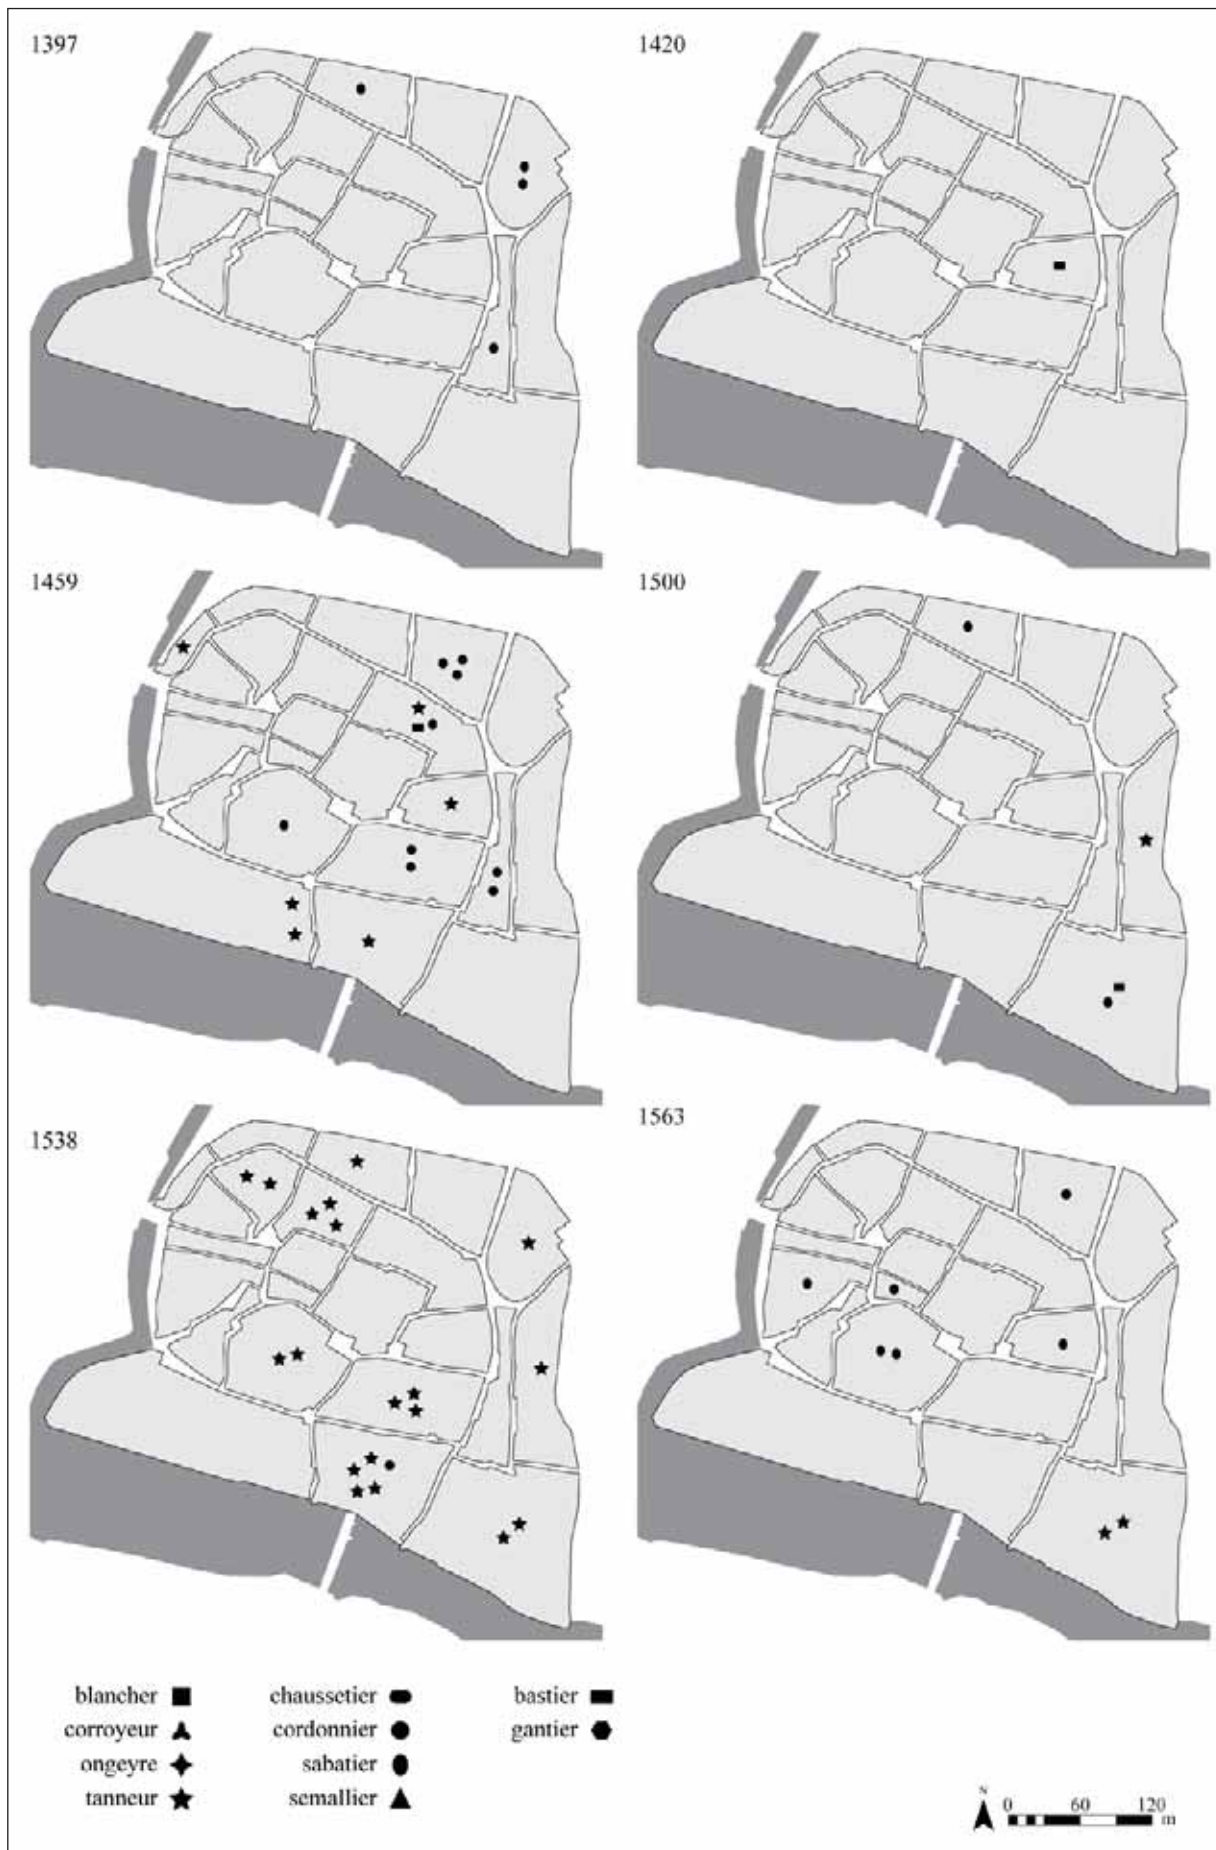 1397
1420
1459
1500
1538
1563
blancher
corroyeur
ongeyre
tanneur
chaussetier
cordonnier
sabatier
semallier
bastier
gantier
N
0 60 120
m